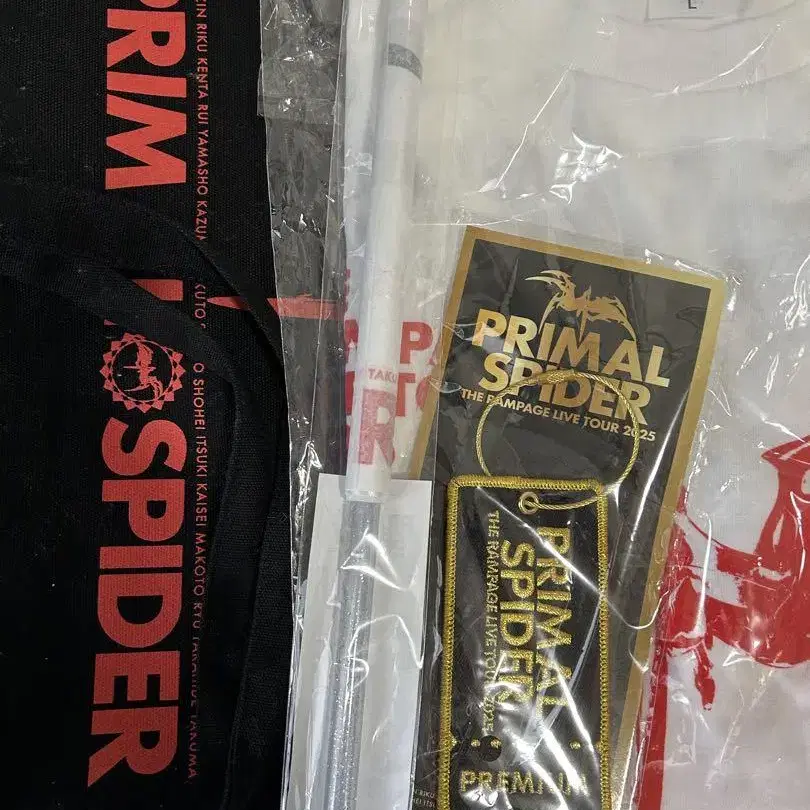 PRIM
SPIDER
ZIN RIKU KENTA RUI YAMASHO
SHOHEI ITSUKI KAISEI MAKOTO RYU TAKAHIDE TAKUMA
L
PRIMAL
SPIDER
THE RAMPAGE LIVE TOUR 2025
PRIMAL
SPIDER
THE RAMPAGE LIVE TOUR 2025
PREMIUM